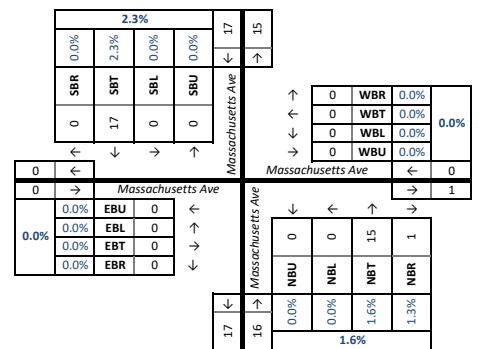 2.3% 17 15
0.0% 2.3% 0.0% 0.0% ↓ ↑
SBR SBT SBL SBU
0 17 0 0
← ↓ → ↑
Massachusetts Ave
↑ 0 WBR 0.0%
← 0 WBT 0.0% 0.0%
↓ 0 WBL 0.0%
→ 0 WBU 0.0%
0 ← Massachusetts Ave ← 0
0 → Massachusetts Ave → 1
0.0% EBU 0 ←
0.0% 0.0% EBL 0 ↑
0.0% EBT 0 →
0.0% EBR 0 ↓
Massachusetts Ave
↓ ← ↑ →
0 0 15 1
NBU NBL NBT NBR
↓ ↑ 0.0% 0.0% 1.6% 1.3%
17 16 1.6%